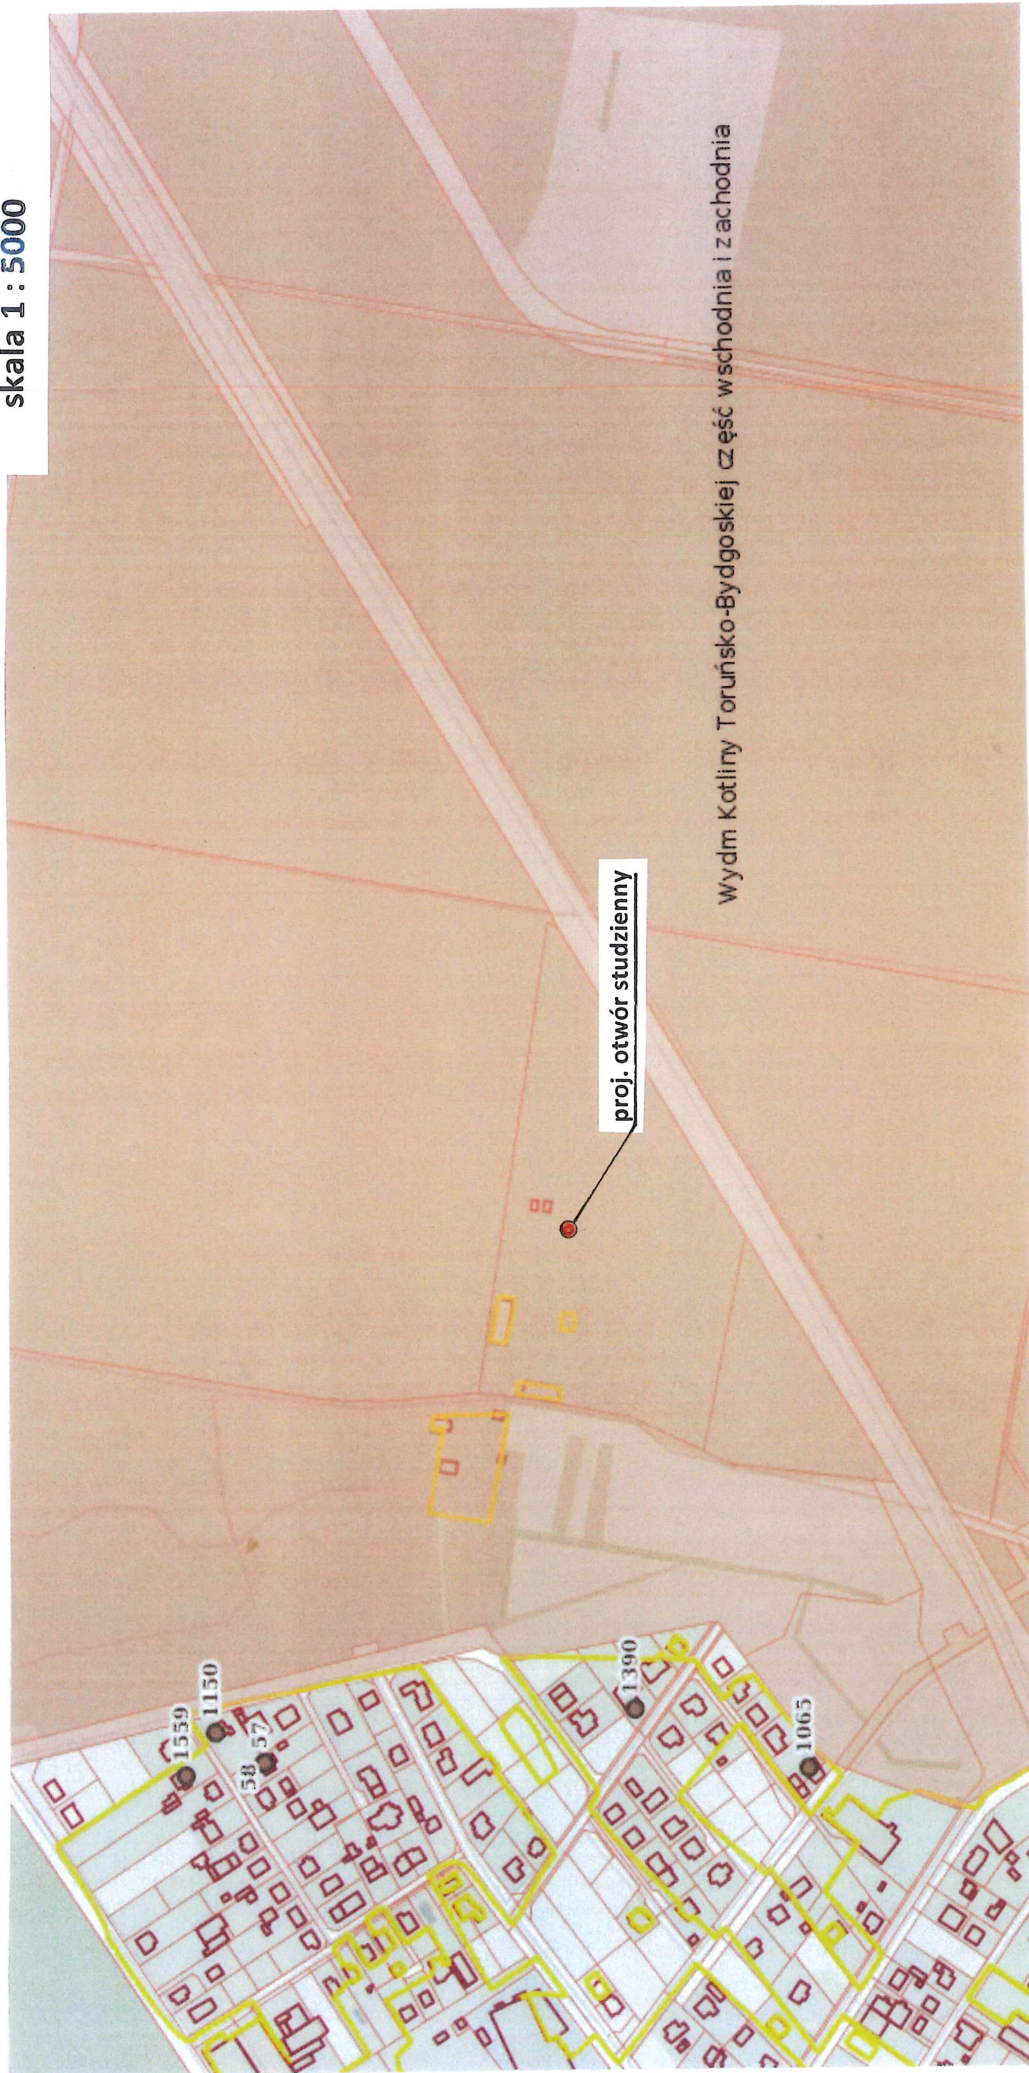 skala 1 : 5000
1559
1150
58
57
1390
1065
proj. otwór studzienny
Wydm Kotliny Toruńsko-Bydgoskiej część wschodnia i zachodnia